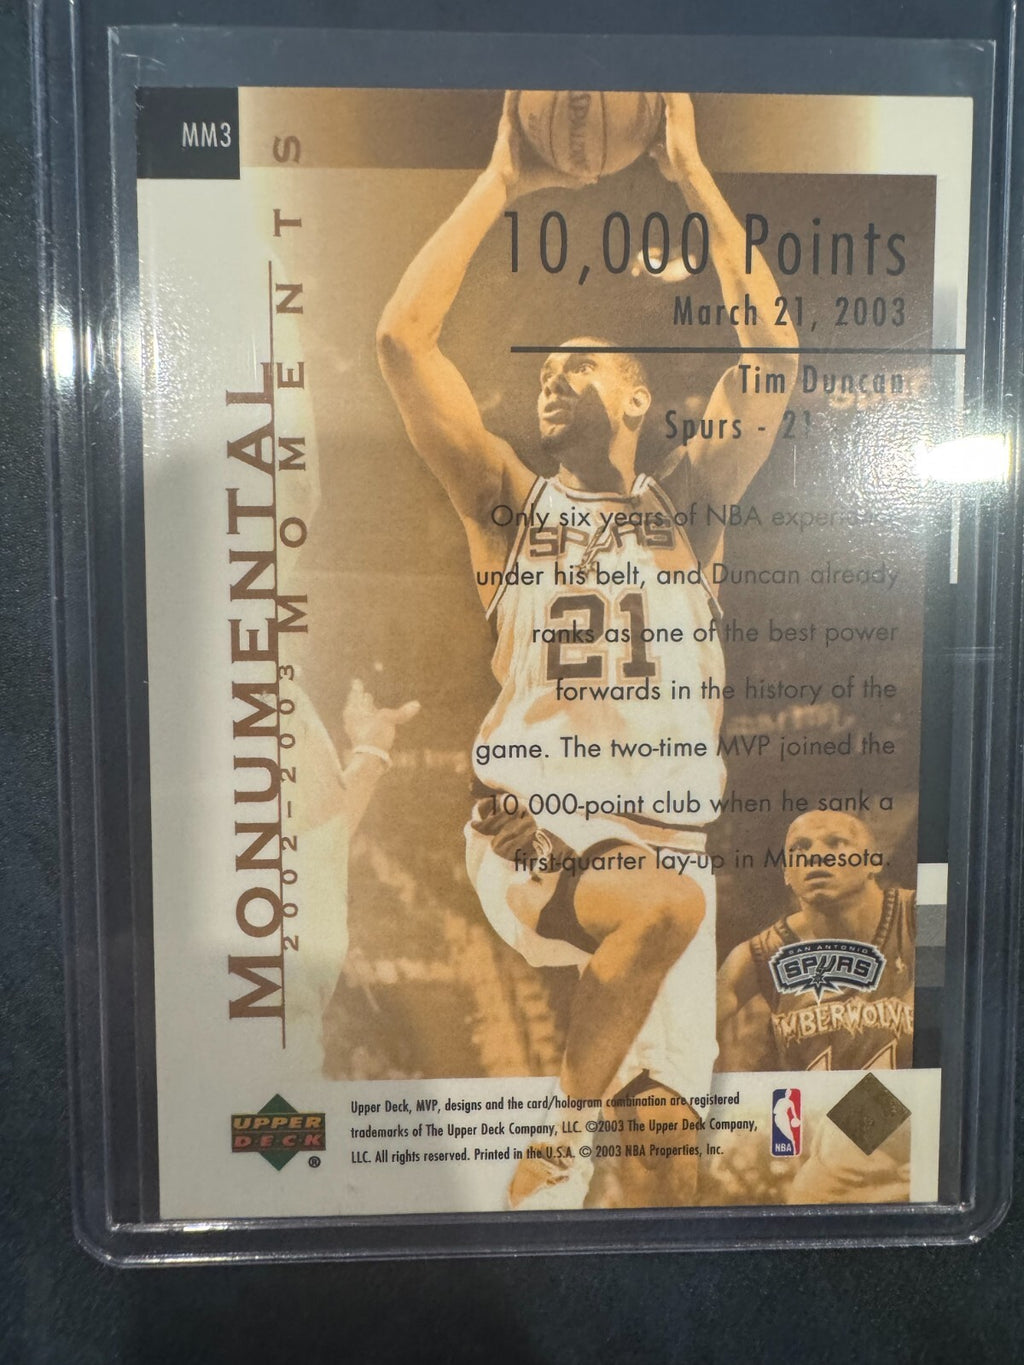 MM3
MONUMENTAL
2002-2003 MOMENTS
SPALDING
10,000 Points
March 21, 2003
Tim Duncan
Spurs - 21
Only six years of NBA
under his belt, and Duncan already
ranks as one of the best power
forwards in the history of the
game. The two-time MVP joined the
10,000-point club when he sank a
first-quarter lay-up in Minnesota.
SPURS
21
SAN ANTONIO
SPURS
UPPER
DECK
®
Upper Deck, MVP, designs and the card/hologram combination are registered
trademarks of The Upper Deck Company, LLC. ©2003 The Upper Deck Company,
LLC. All rights reserved. Printed in the U.S.A. © 2003 NBA Properties, Inc.
NBA